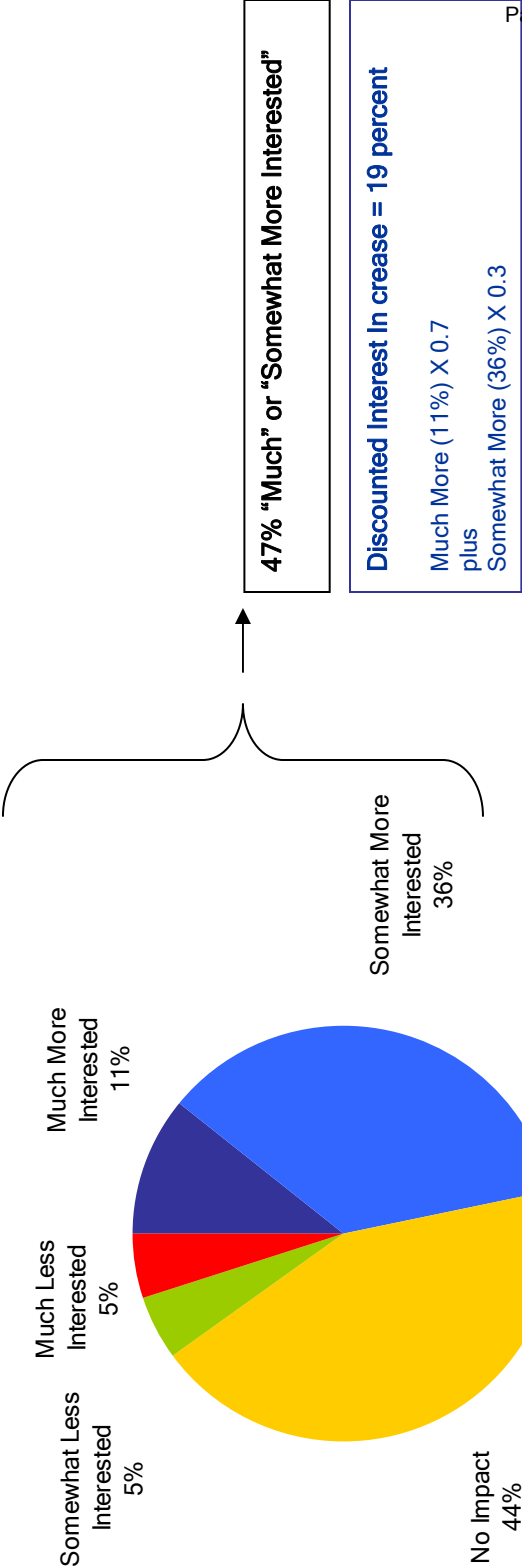 Somewhat Less
Interested
5%
Much Less
Interested
5%
Much More
Interested
11%
Somewhat More
Interested
36%
No Impact
44%
47% “Much” or “Somewhat More Interested”
Discounted Interest In crease = 19 percent
Much More (11%) X 0.7
plus
Somewhat More (36%) X 0.3